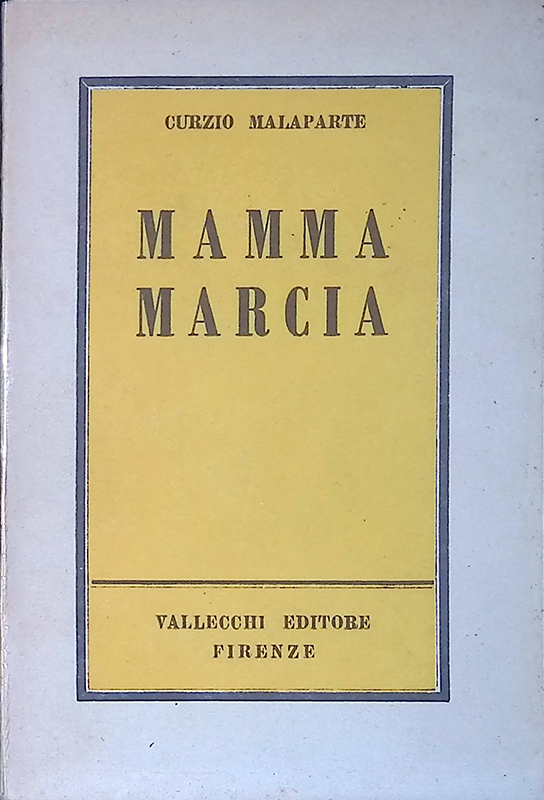 CURZIO MALAPARTE
MAMMA
MARCIA
VALLECCHI EDITORE
FIRENZE